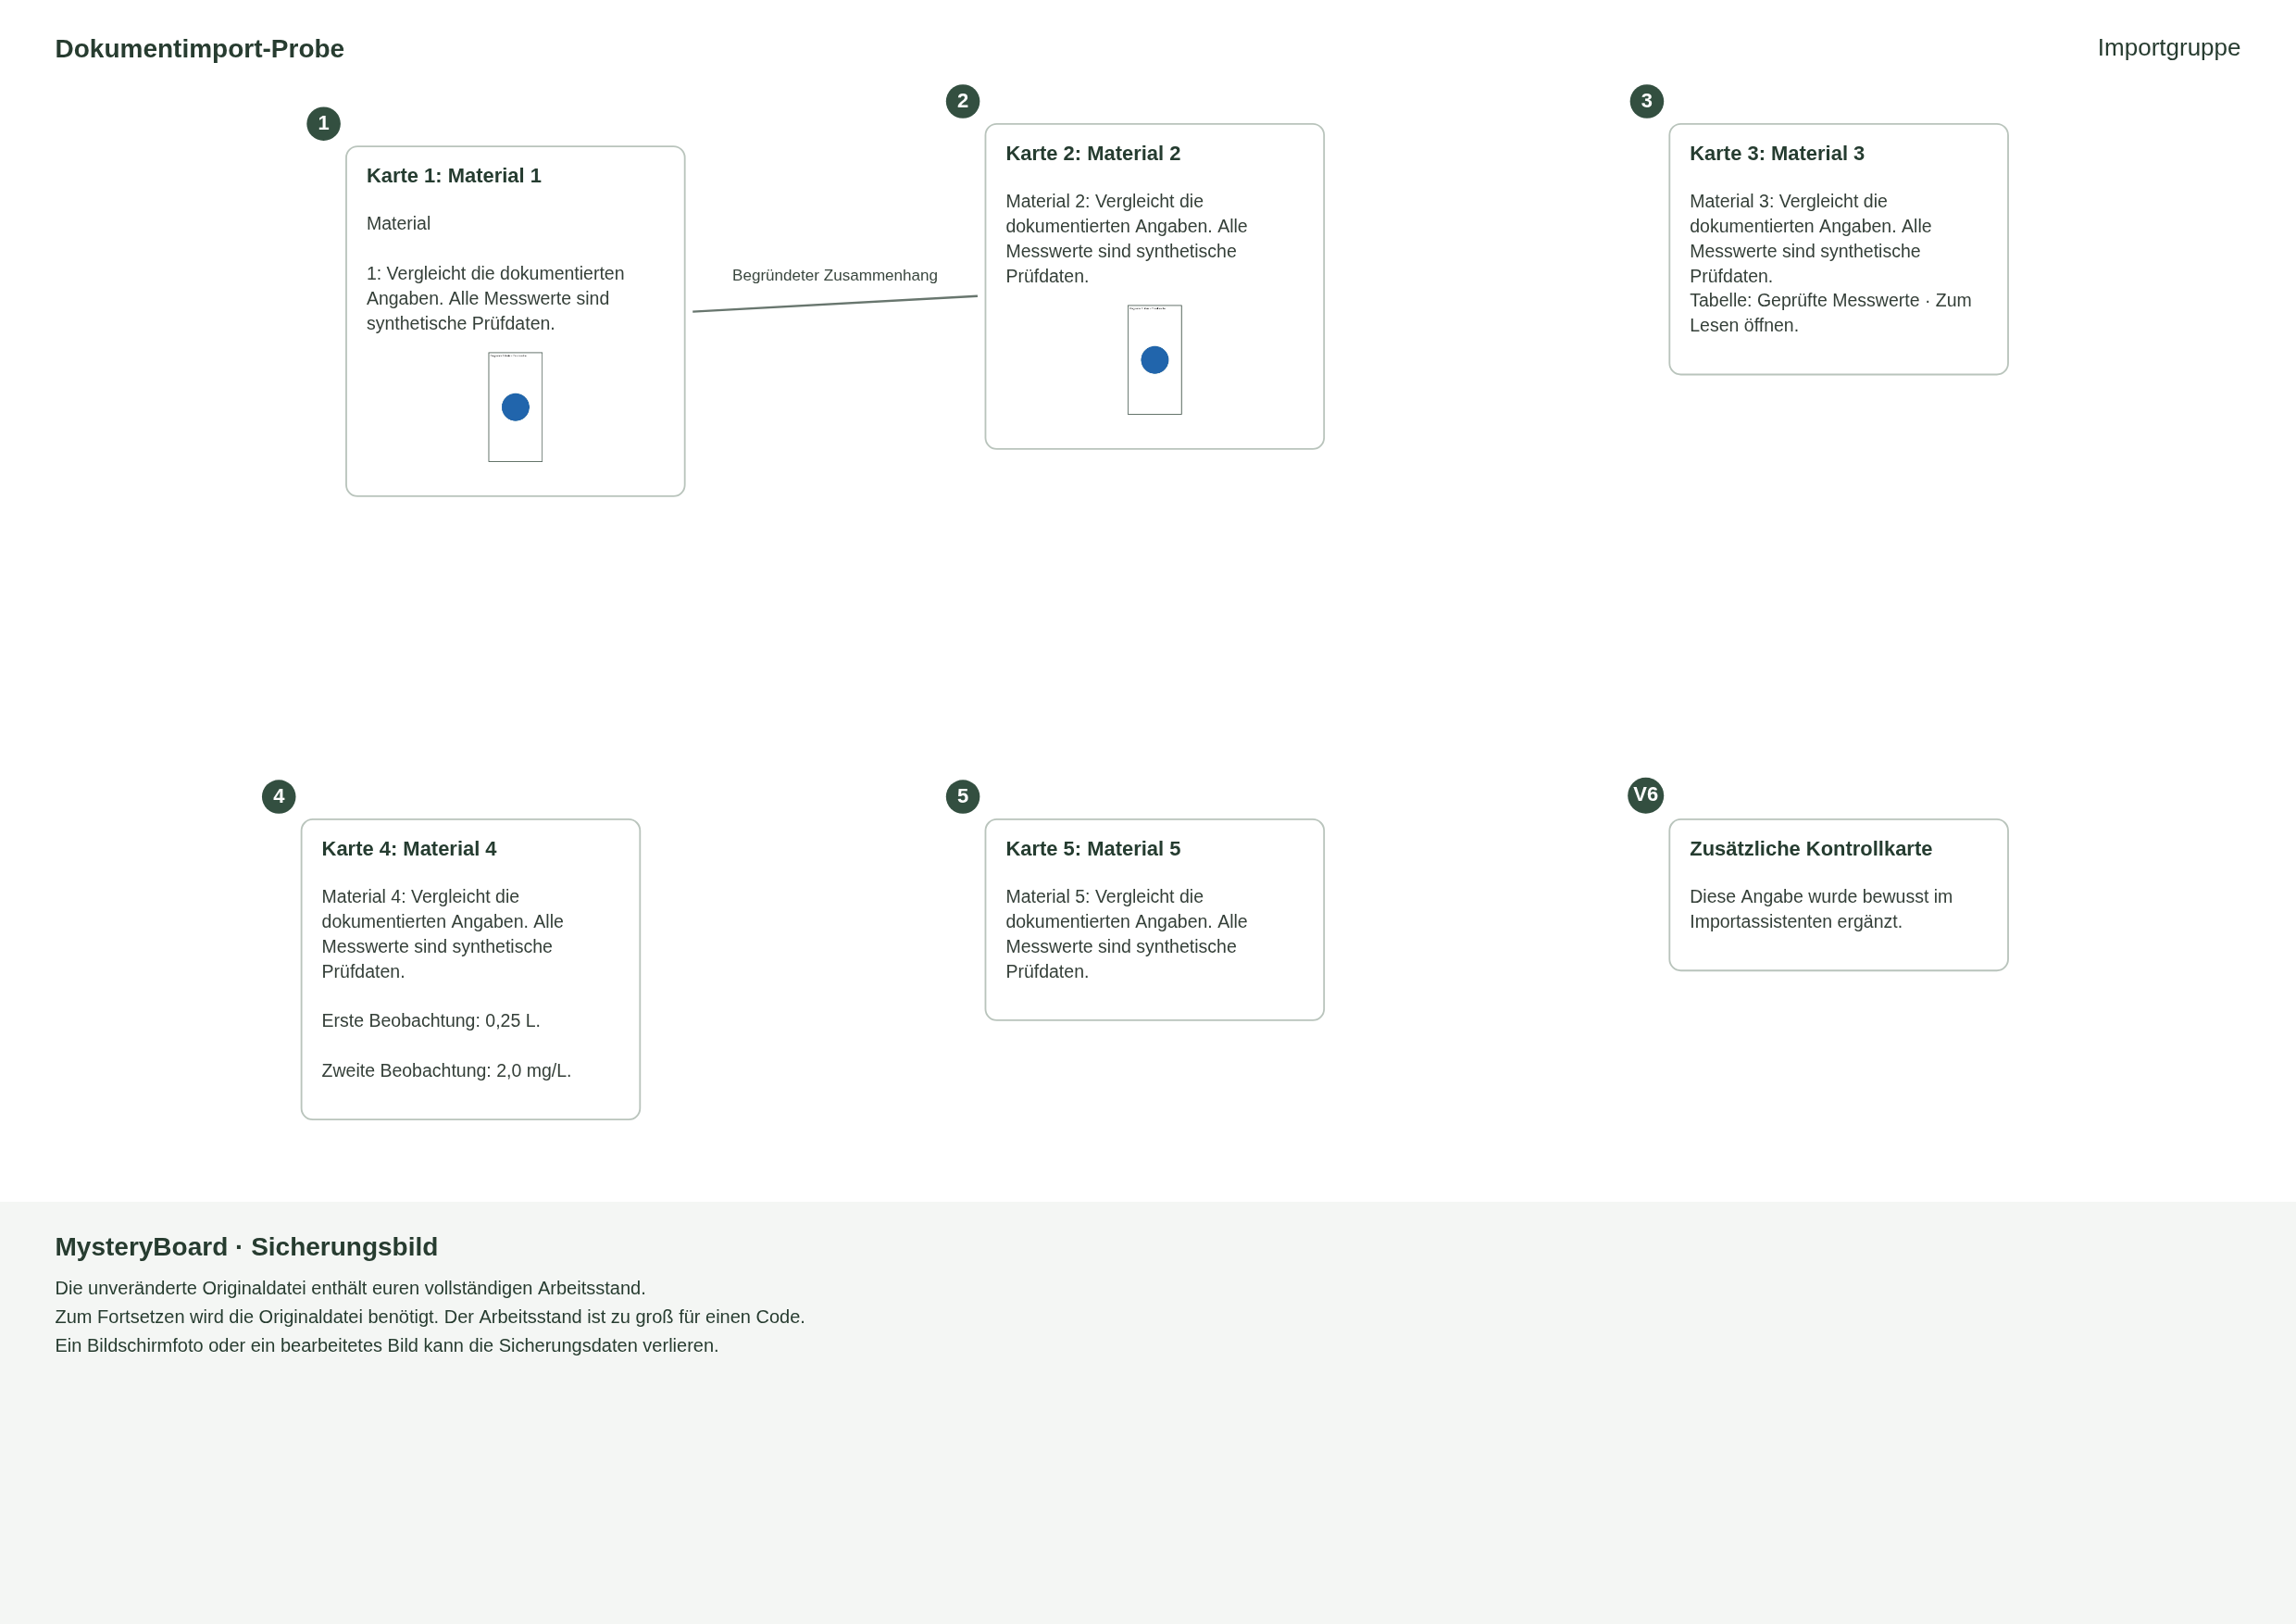 Dokumentimport-Probe
Importgruppe
1
Karte 1: Material 1
Material
1: Vergleicht die dokumentierten
Angaben. Alle Messwerte sind
synthetische Prüfdaten.
Begründeter Zusammenhang
2
Karte 2: Material 2
Material 2: Vergleicht die
dokumentierten Angaben. Alle
Messwerte sind synthetische
Prüfdaten.
3
Karte 3: Material 3
Material 3: Vergleicht die
dokumentierten Angaben. Alle
Messwerte sind synthetische
Prüfdaten.
Tabelle: Geprüfte Messwerte · Zum
Lesen öffnen.
4
Karte 4: Material 4
Material 4: Vergleicht die
dokumentierten Angaben. Alle
Messwerte sind synthetische
Prüfdaten.
Erste Beobachtung: 0,25 L.
Zweite Beobachtung: 2,0 mg/L.
5
Karte 5: Material 5
Material 5: Vergleicht die
dokumentierten Angaben. Alle
Messwerte sind synthetische
Prüfdaten.
V6
Zusätzliche Kontrollkarte
Diese Angabe wurde bewusst im
Importassistenten ergänzt.
MysteryBoard · Sicherungsbild
Die unveränderte Originaldatei enthält euren vollständigen Arbeitsstand.
Zum Fortsetzen wird die Originaldatei benötigt. Der Arbeitsstand ist zu groß für einen Code.
Ein Bildschirmfoto oder ein bearbeitetes Bild kann die Sicherungsdaten verlieren.